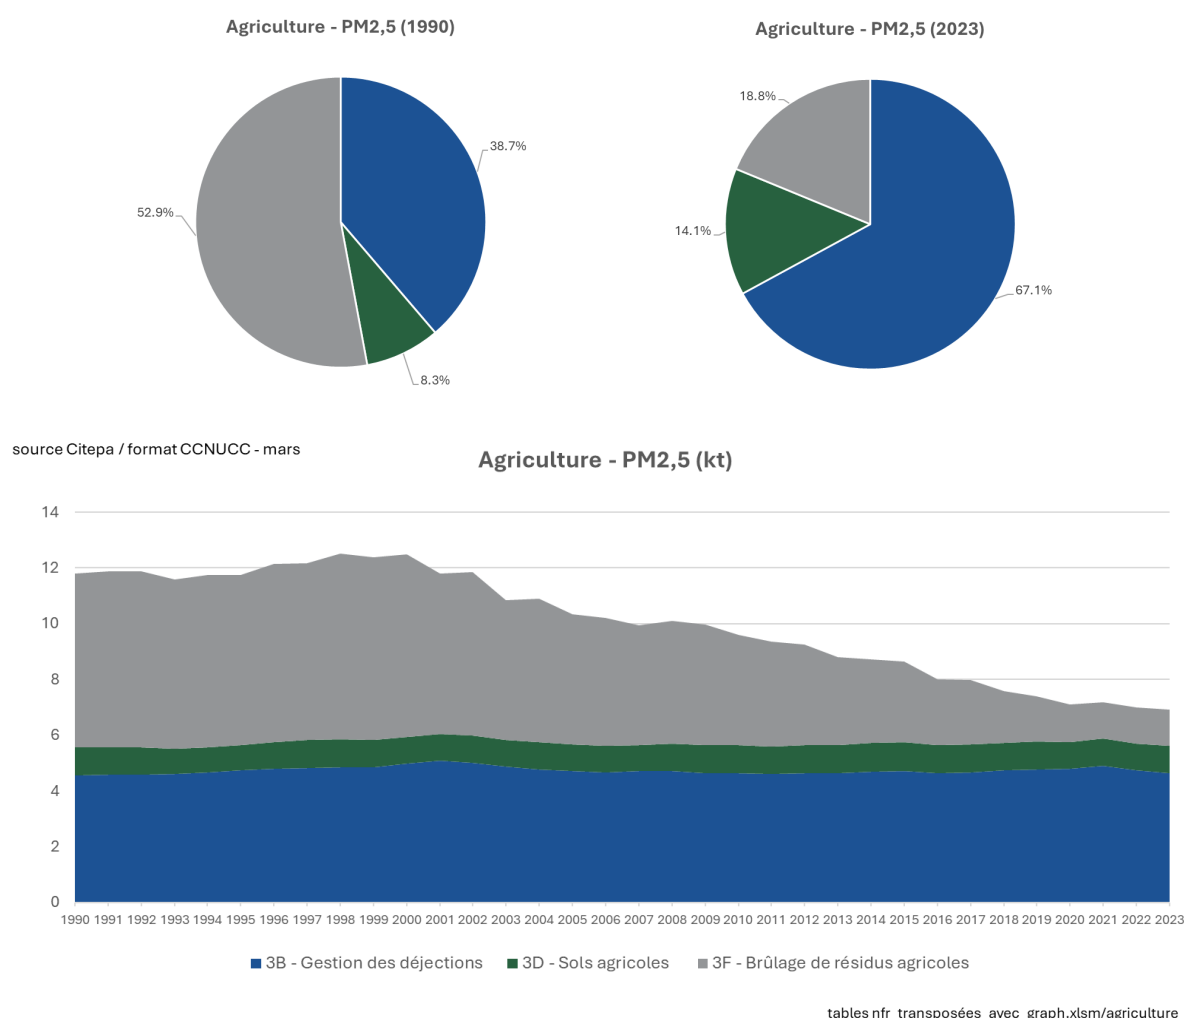 Agriculture - PM2,5 (1990)
Agriculture - PM2,5 (2023)
38.7%
52.9%
8.3%
18.8%
14.1%
67.1%
source Citepa / format CCNUCC - mars
Agriculture - PM2,5 (kt)
14
12
10
8
6
4
2
0
1990 1991 1992 1993 1994 1995 1996 1997 1998 1999 2000 2001 2002 2003 2004 2005 2006 2007 2008 2009 2010 2011 2012 2013 2014 2015 2016 2017 2018 2019 2020 2021 2022 2023
3B - Gestion des déjections 3D - Sols agricoles 3F - Brûlage de résidus agricoles
tables nfr_transposées_avec_graph.xlsm/agriculture